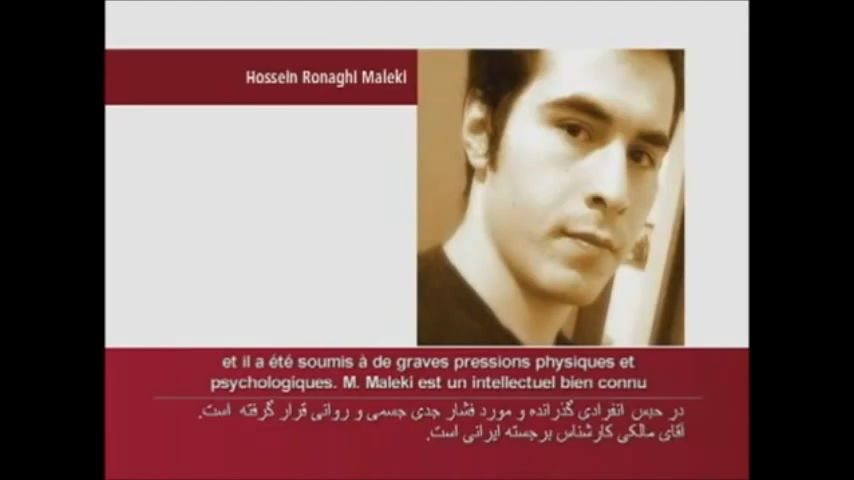 Hossein Ronaghi Maleki
et il a été soumis à de graves pressions physiques et
psychologiques. M. Maleki est un intellectuel bien connu
در حبس انفرادی گذرانده و مورد فشار جدی جسمی و روانی قرار گرفته است.
آقای مالکی کارشناس برجسته ایرانی است.